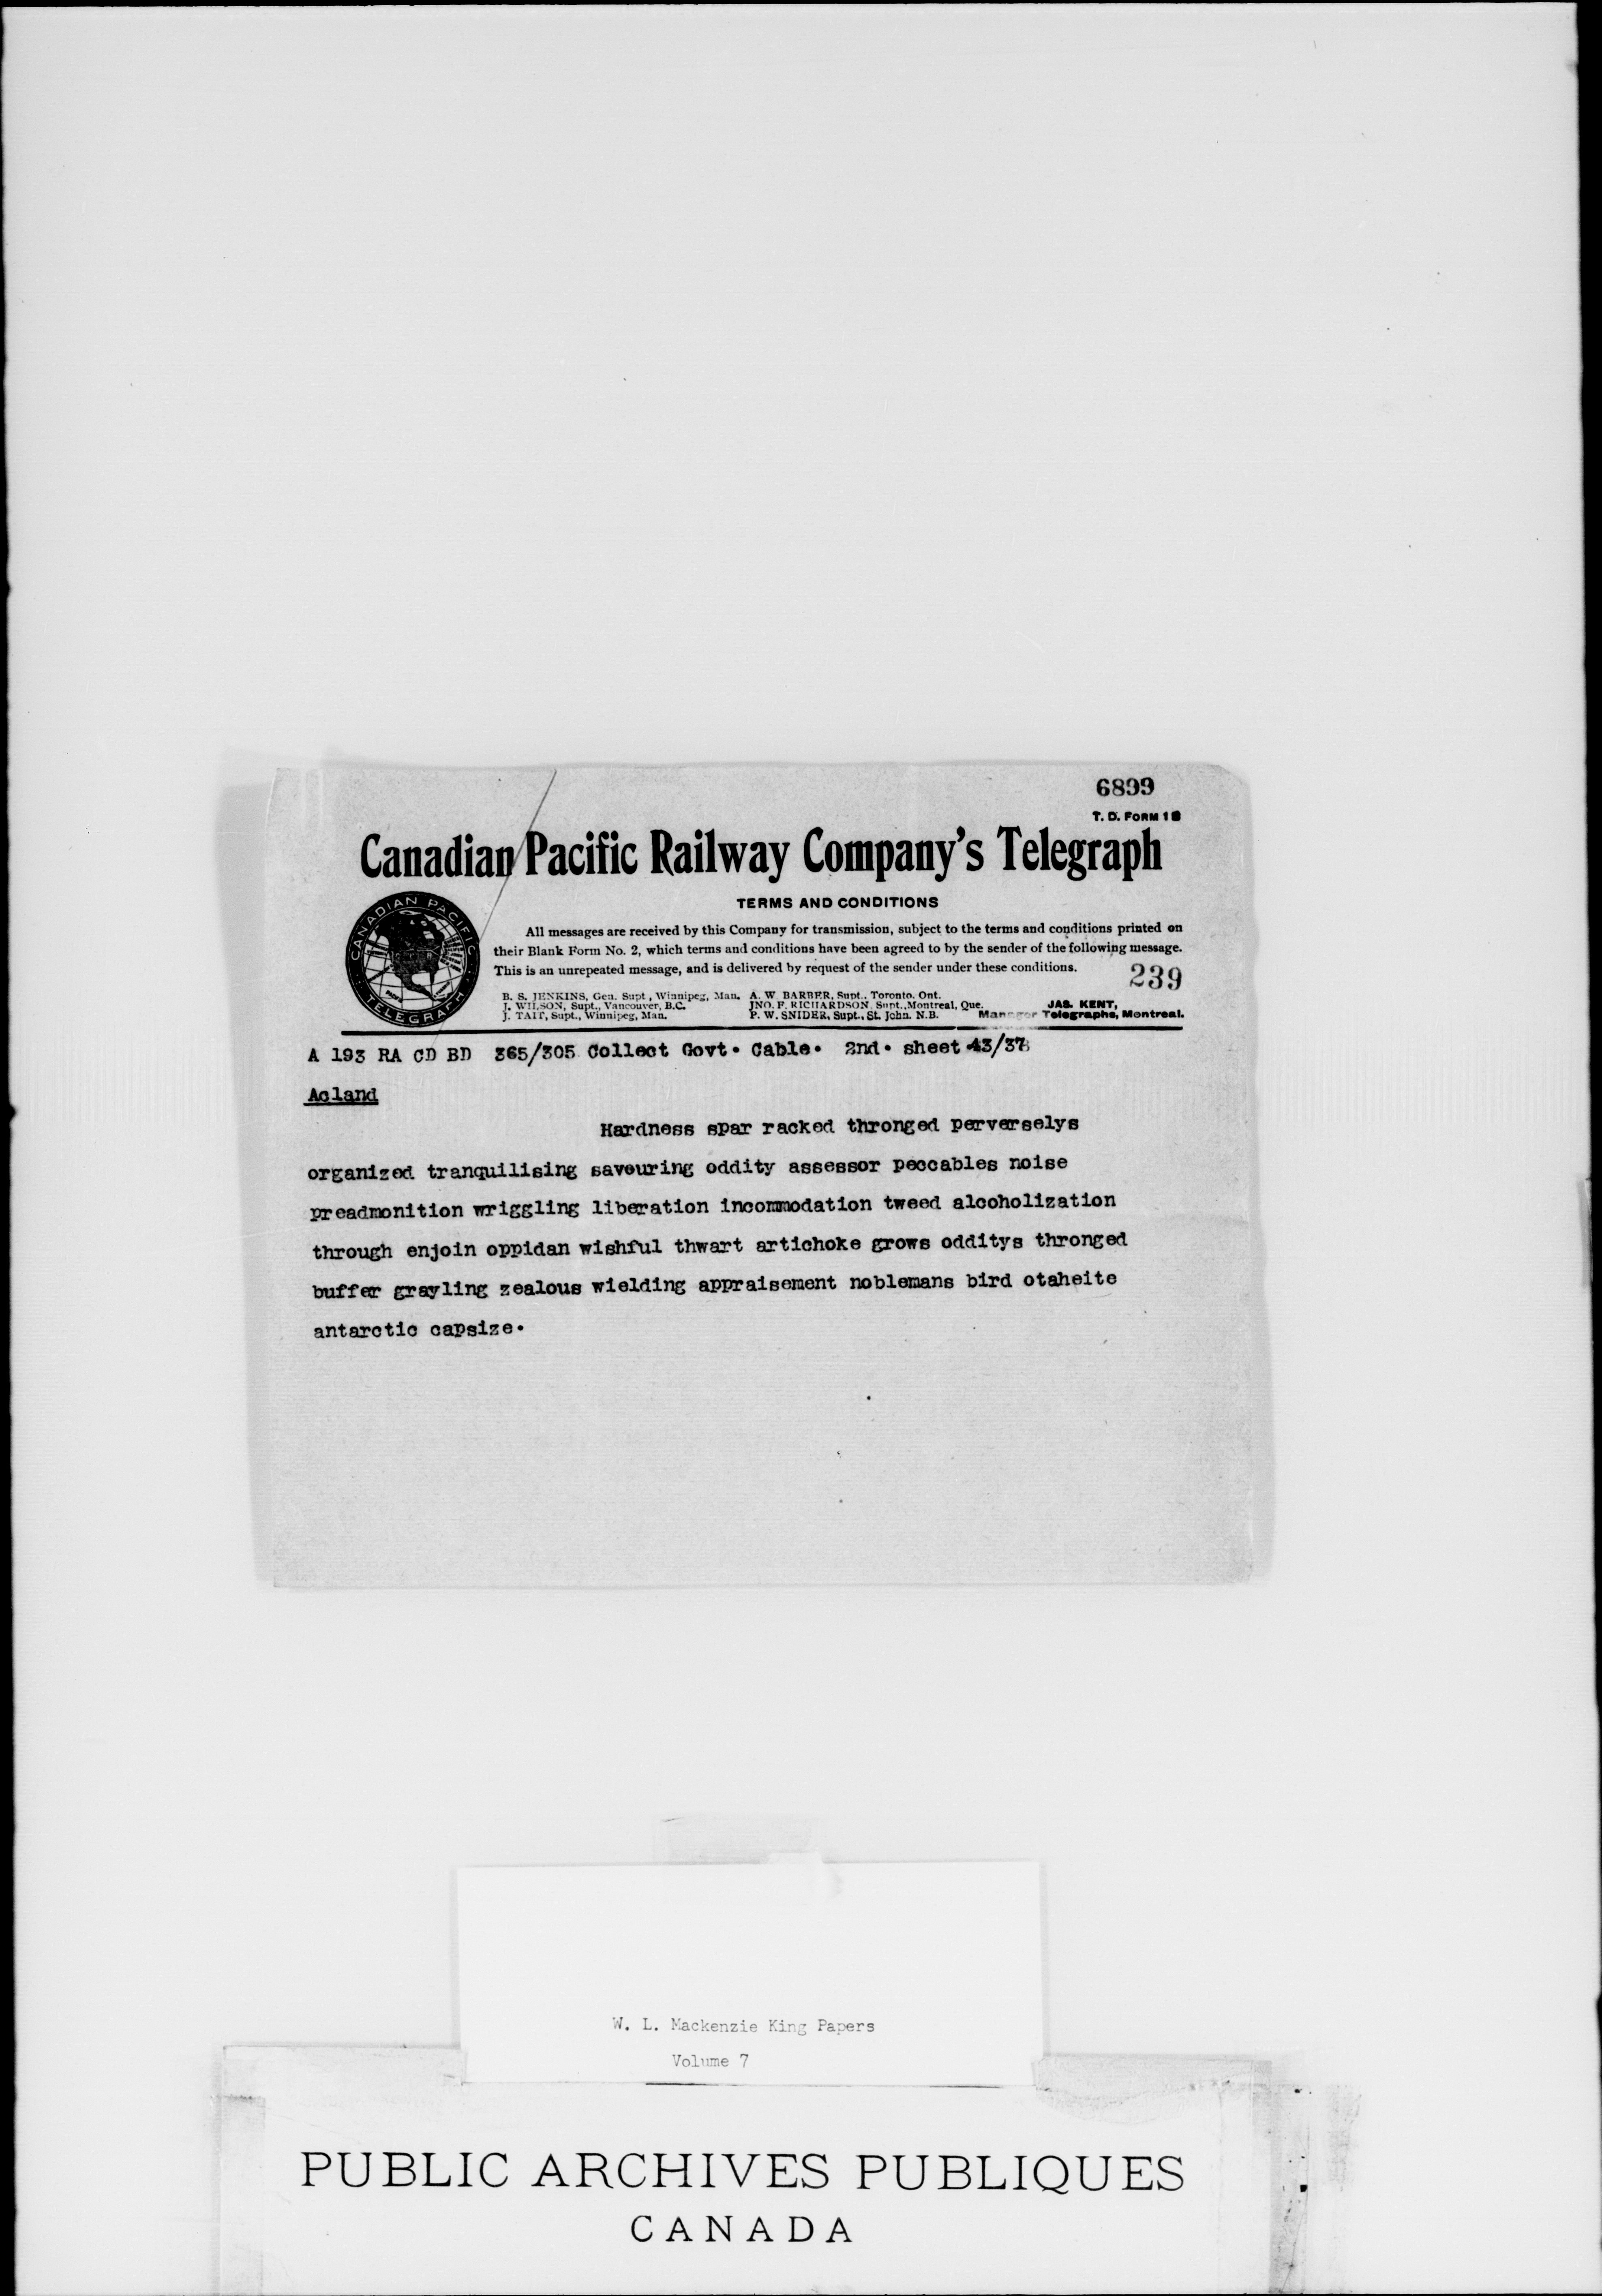 6899
T. D. FORM 1 B
Canadian Pacific Railway Company's Telegraph
CANADIAN PACIFIC
TELEGRAPH
TERMS AND CONDITIONS
All messages are received by this Company for transmission, subject to the terms and conditions printed on
their Blank Form No. 2, which terms and conditions have been agreed to by the sender of the following message.
This is an unrepeated message, and is delivered by request of the sender under these conditions.
239
B. S. JENKINS, Gen. Supt., Winnipeg, Man. A. W. BARBER, Supt., Toronto, Ont.
J. WILSON, Supt., Vancouver, B.C. JNO. F. RICHARDSON, Supt., Montreal, Que. JAS. KENT,
J. TAIT, Supt., Winnipeg, Man. P. W. SNIDER, Supt., St. John. N.B. Manager Telegraphs, Montreal.
A 193 RA CD BD 365/305 Collect Govt. Cable. 2nd. sheet 43/37
Acland
Hardness spar racked thronged perverselys
organized tranquilising savouring oddity assessor peccables noise
preadmonition wriggling liberation incommodation tweed alcoholization
through enjoin oppidan wishful thwart artichoke grows odditys thronged
buffer grayling zealous wielding appraisement noblemans bird otaheite
antarctic capsize.
W. L. Mackenzie King Papers
Volume 7
PUBLIC ARCHIVES PUBLIQUES
CANADA